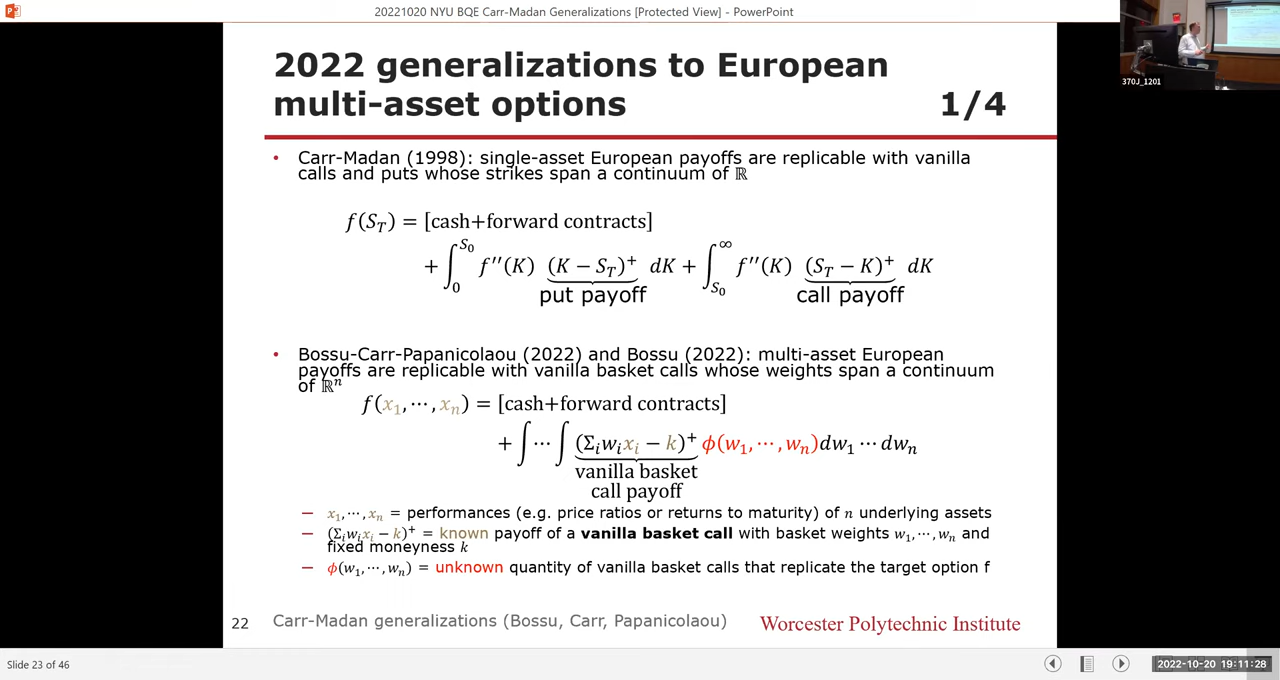 20221020 NYU BQE Carr-Madan Generalizations [Protected View] - PowerPoint
370J_1201
2022 generalizations to European
multi-asset options 1/4
• Carr-Madan (1998): single-asset European payoffs are replicable with vanilla
calls and puts whose strikes span a continuum of ℝ
f(S_T) = [cash+forward contracts]
+ ∫_0^{S_0} f′′(K) (K − S_T)^+ dK + ∫_{S_0}^∞ f′′(K) (S_T − K)^+ dK
put payoff call payoff
• Bossu-Carr-Papanicolaou (2022) and Bossu (2022): multi-asset European
payoffs are replicable with vanilla basket calls whose weights span a continuum
of ℝ^n
f(x_1, ⋯, x_n) = [cash+forward contracts]
+ ∫ ⋯ ∫ (Σ_i w_i x_i − k)^+ ϕ(w_1, ⋯, w_n) dw_1 ⋯ dw_n
vanilla basket
call payoff
— x_1, ⋯, x_n = performances (e.g. price ratios or returns to maturity) of n underlying assets
— (Σ_i w_i x_i − k)^+ = known payoff of a vanilla basket call with basket weights w_1, ⋯, w_n and
fixed moneyness k
— ϕ(w_1, ⋯, w_n) = unknown quantity of vanilla basket calls that replicate the target option f
22 Carr-Madan generalizations (Bossu, Carr, Papanicolaou) Worcester Polytechnic Institute
Slide 23 of 46
2022-10-20 19:11:28